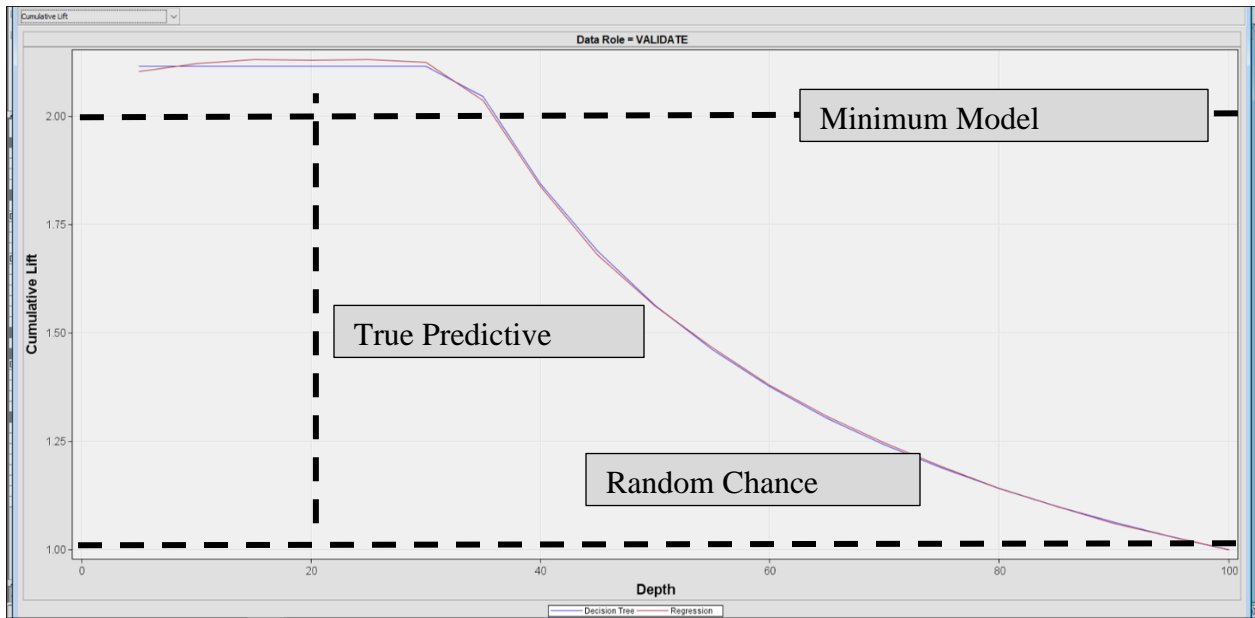 Cumulative Lift
Data Role = VALIDATE
Cumulative Lift
2.00
1.75
1.50
1.25
1.00
Minimum Model
True Predictive
Random Chance
0 20 40 60 80 100
Depth
Decision Tree Regression